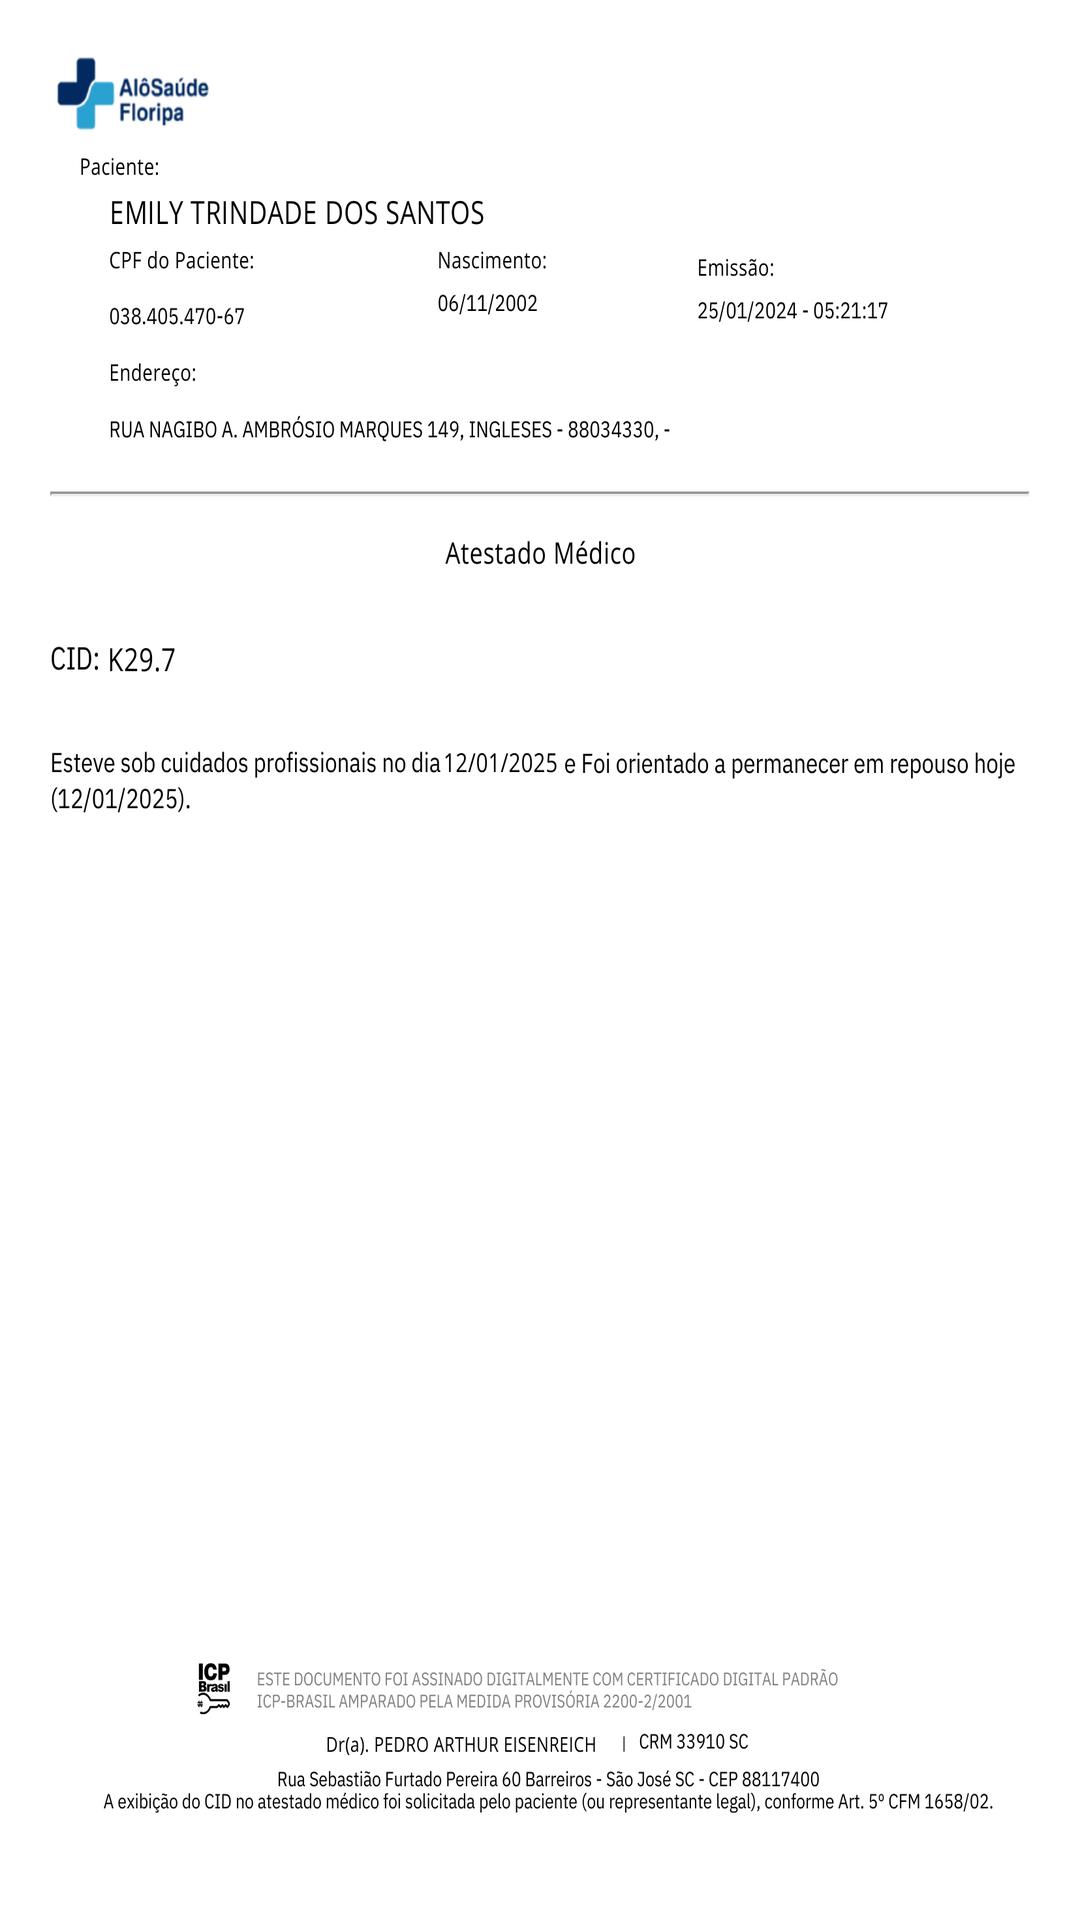 AlôSaúde
Floripa
Paciente:
EMILY TRINDADE DOS SANTOS
CPF do Paciente:
Nascimento:
Emissão:
038.405.470-67
06/11/2002
25/01/2024 - 05:21:17
Endereço:
RUA NAGIBO A. AMBRÓSIO MARQUES 149, INGLESES - 88034330, -
Atestado Médico
CID: K29.7
Esteve sob cuidados profissionais no dia 12/01/2025 e Foi orientado a permanecer em repouso hoje
(12/01/2025).
ICP
Brasil
ESTE DOCUMENTO FOI ASSINADO DIGITALMENTE COM CERTIFICADO DIGITAL PADRÃO
ICP-BRASIL AMPARADO PELA MEDIDA PROVISÓRIA 2200-2/2001
Dr(a). PEDRO ARTHUR EISENREICH | CRM 33910 SC
Rua Sebastião Furtado Pereira 60 Barreiros - São José SC - CEP 88117400
A exibição do CID no atestado médico foi solicitada pelo paciente (ou representante legal), conforme Art. 5º CFM 1658/02.